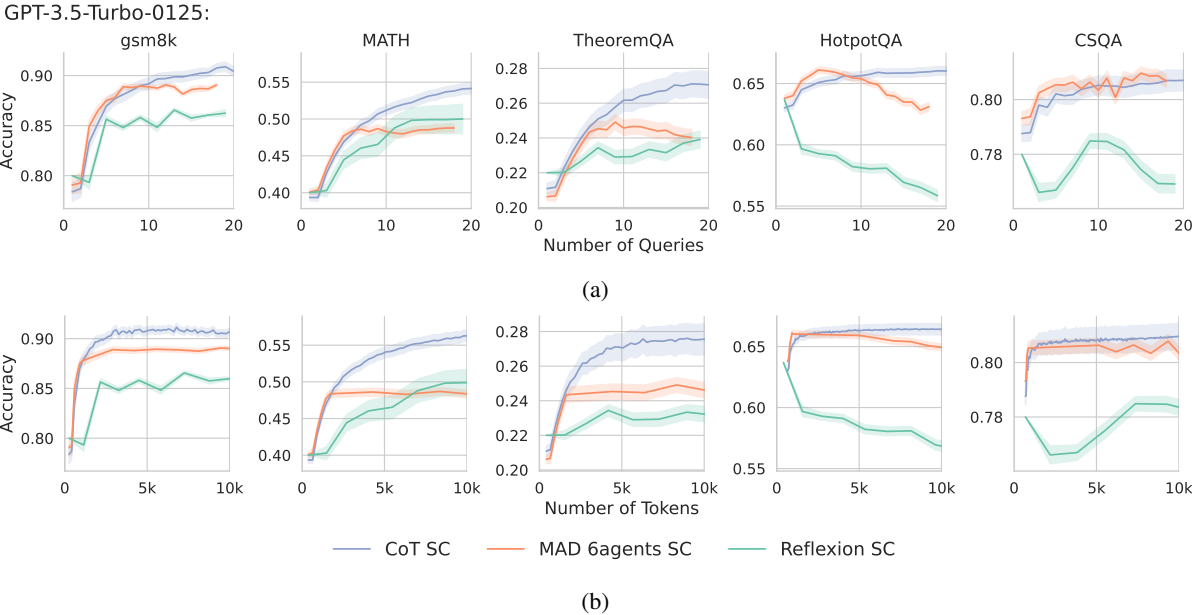 GPT-3.5-Turbo-0125:
gsm8k MATH TheoremQA HotpotQA CSQA
Accuracy
0.90 0.85 0.80
0 10 20
0.55 0.50 0.45 0.40
0 10 20
0.28 0.26 0.24 0.22 0.20
0 10 20
0.65 0.60 0.55
0 10 20
0.80 0.78
0 10 20
Number of Queries
(a)
Accuracy
0.90 0.85 0.80
0 5k 10k
0.55 0.50 0.45 0.40
0 5k 10k
0.28 0.26 0.24 0.22 0.20
0 5k 10k
0.65 0.60 0.55
0 5k 10k
0.80 0.78
0 5k 10k
Number of Tokens
CoT SC MAD 6agents SC Reflexion SC
(b)